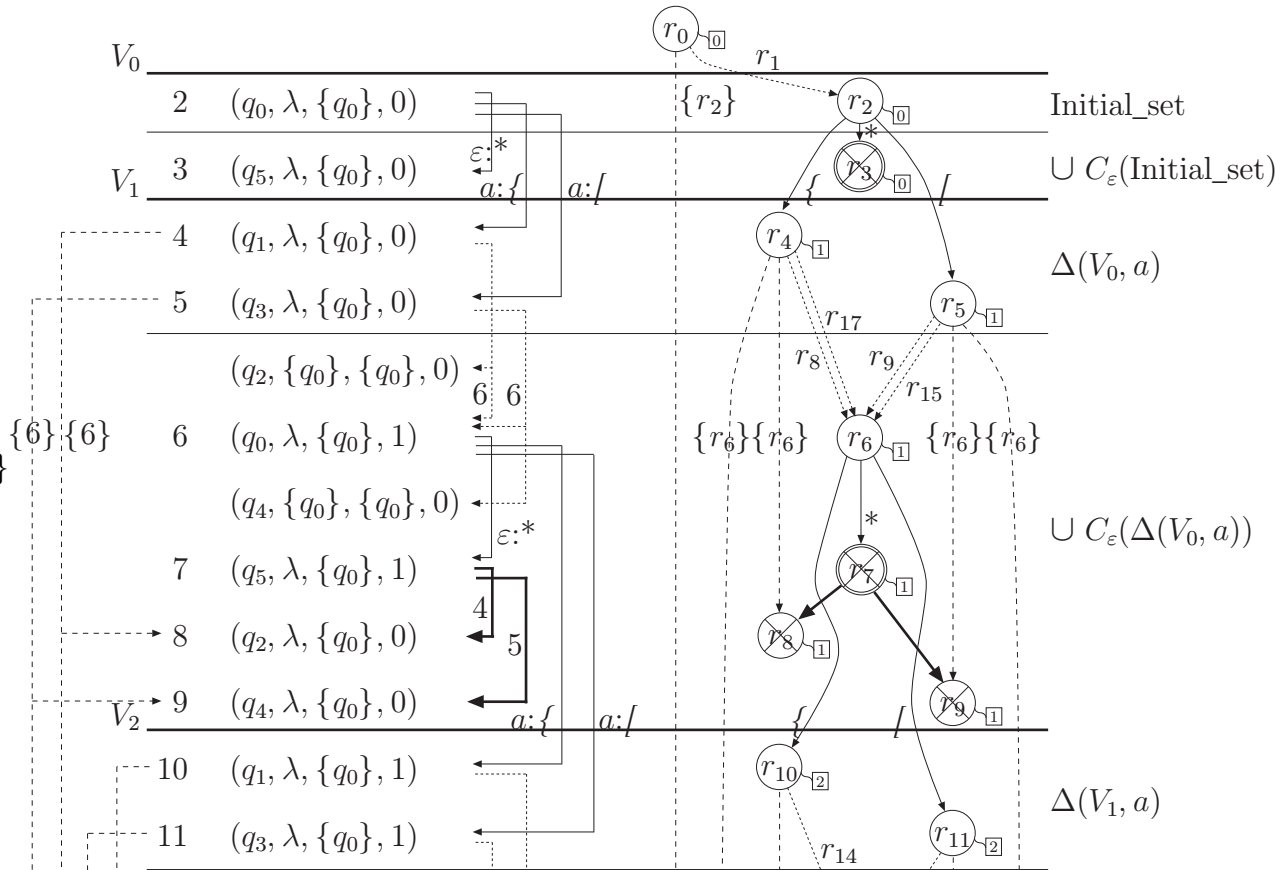 r0 0
V0
r1
2 (q0, λ, {q0}, 0) {r2} r2 0 Initial_set
ε:* *
3 (q5, λ, {q0}, 0) r3 0 ∪ Cε(Initial_set)
V1 a:{ a:[ { [
4 (q1, λ, {q0}, 0) r4 1
Δ(V0, a)
5 (q3, λ, {q0}, 0) r5 1
r17
r8 r9
(q2, {q0}, {q0}, 0)
6 6 r15
{6} {6} 6 (q0, {q0}, 1) {r6} {r6} r6 1 {r6} {r6}
}
(q4, {q0}, {q0}, 0)
ε:* * ∪ Cε(Δ(V0, a))
7 (q5, λ, {q0}, 1) r7 1
4
8 (q2, λ, {q0}, 0) 5 r8 1
9 (q4, λ, {q0}, 0) r9 1
V2 a:{ a:[ { [
10 (q1, λ, {q0}, 1) r10 2
Δ(V1, a)
11 (q3, λ, {q0}, 1) r11 2
r14